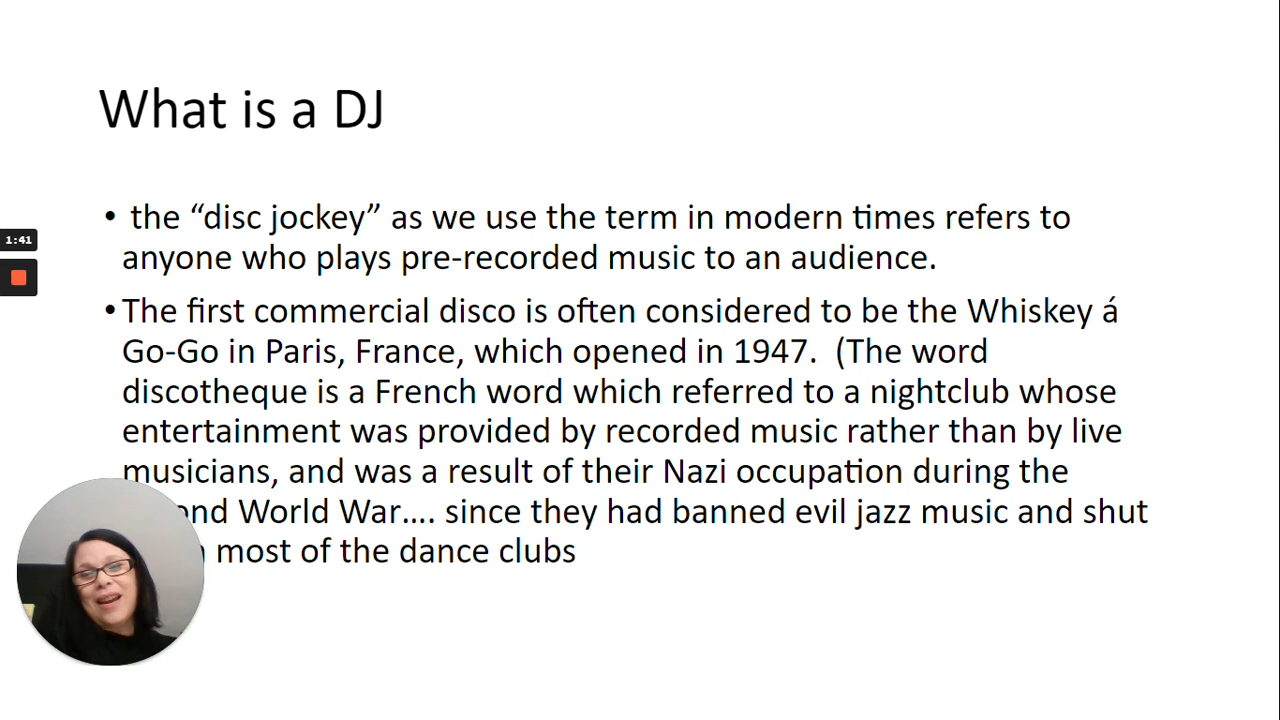 What is a DJ
• the “disc jockey” as we use the term in modern times refers to
anyone who plays pre-recorded music to an audience.
1:41
• The first commercial disco is often considered to be the Whiskey á
Go-Go in Paris, France, which opened in 1947. (The word
discotheque is a French word which referred to a nightclub whose
entertainment was provided by recorded music rather than by live
musicians, and was a result of their Nazi occupation during the
World War…. since they had banned evil jazz music and shut
most of the dance clubs